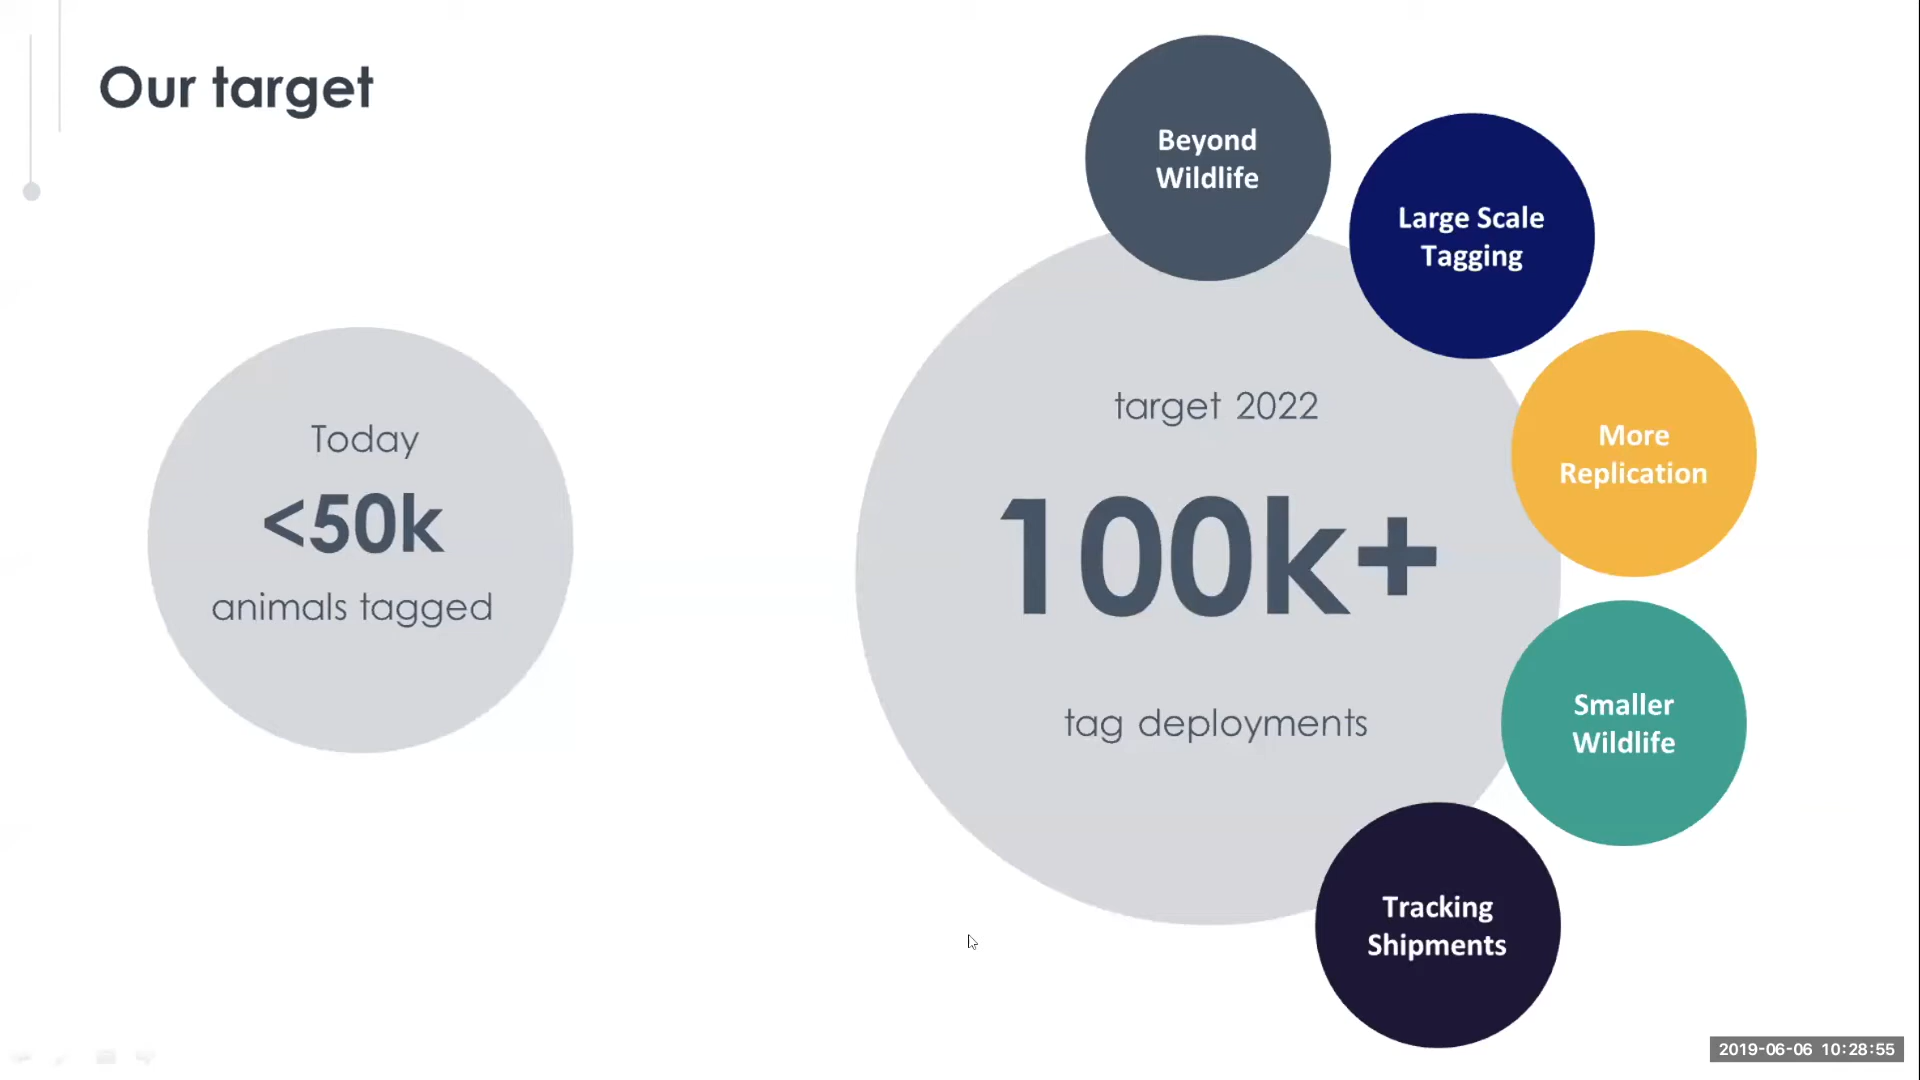 Our target
Today
<50k
animals tagged
target 2022
100k+
tag deployments
Beyond
Wildlife
Large Scale
Tagging
More
Replication
Smaller
Wildlife
Tracking
Shipments
2019-06-06 10:28:55